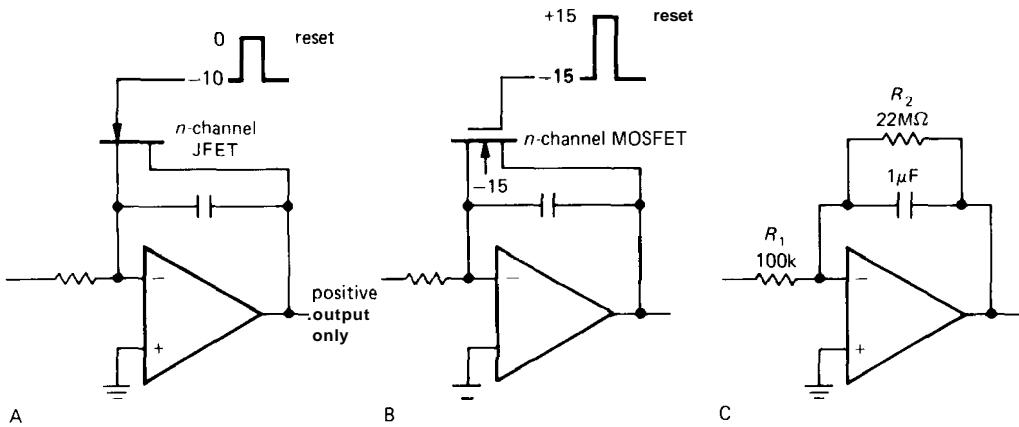 0
reset
−10
n-channel
JFET
−
+
positive
output
only
A
+15
reset
−15
n-channel MOSFET
−15
−
+
B
R2
22MΩ
1μF
R1
100k
−
+
C